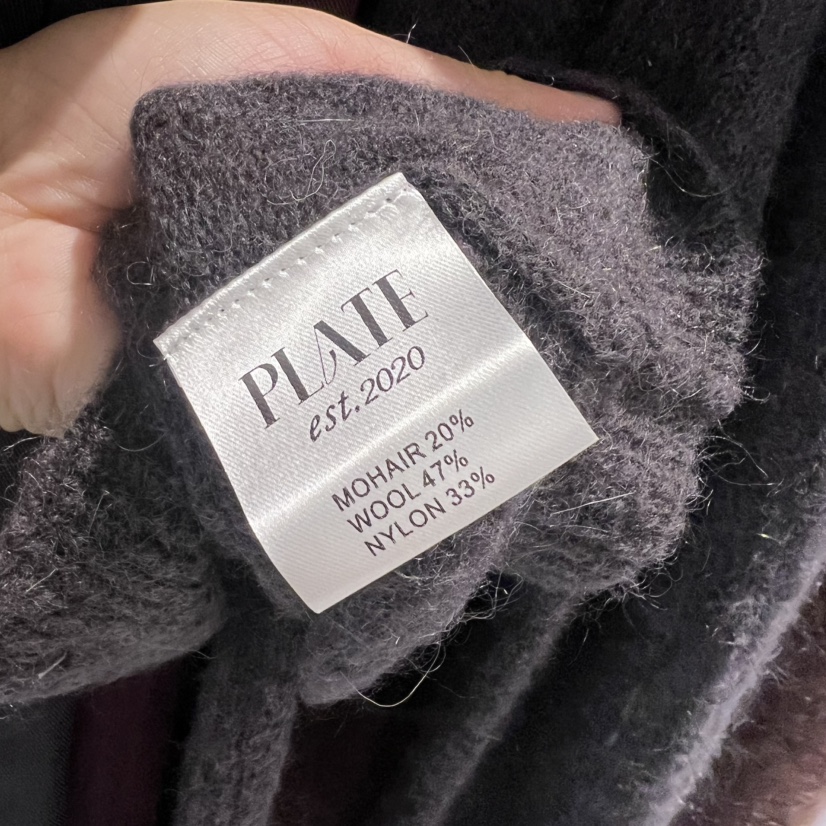 PLATE
est.2020
MOHAIR 20%
WOOL 47%
NYLON 33%